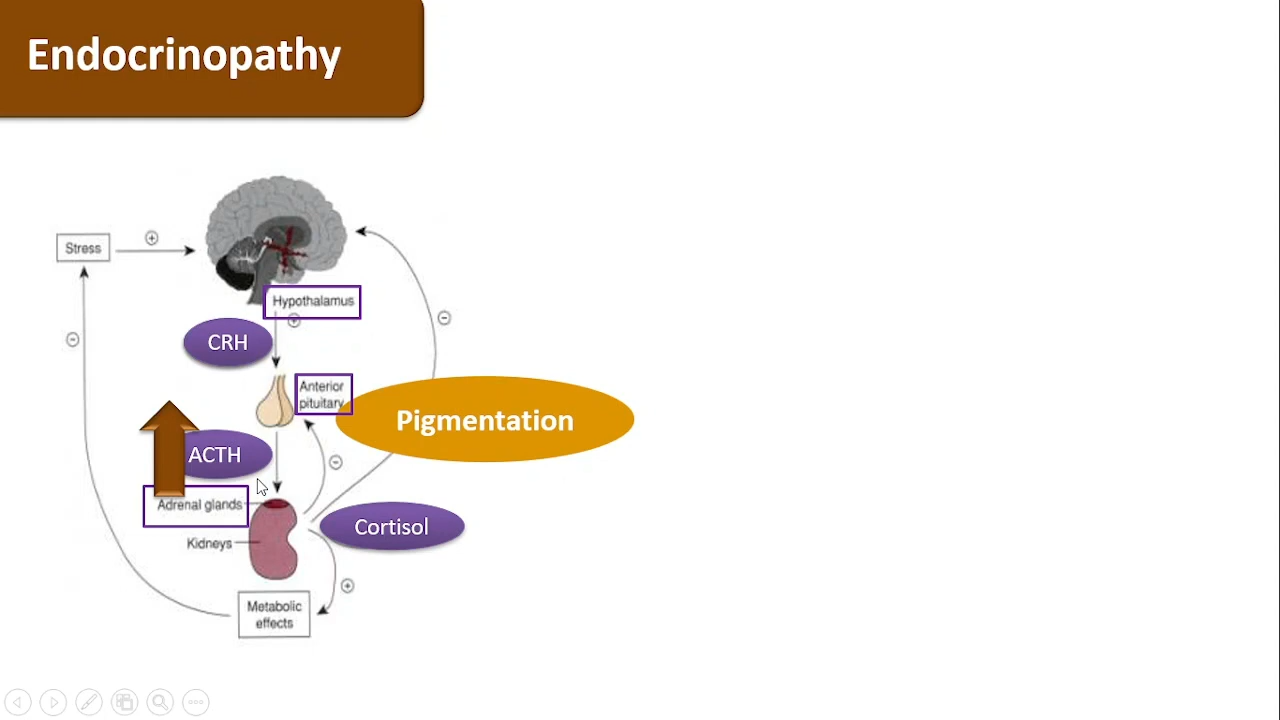 Endocrinopathy
Stress
Hypothalamus
CRH
Anterior
pituitary
Pigmentation
ACTH
Adrenal glands
Cortisol
Kidneys
Metabolic
effects